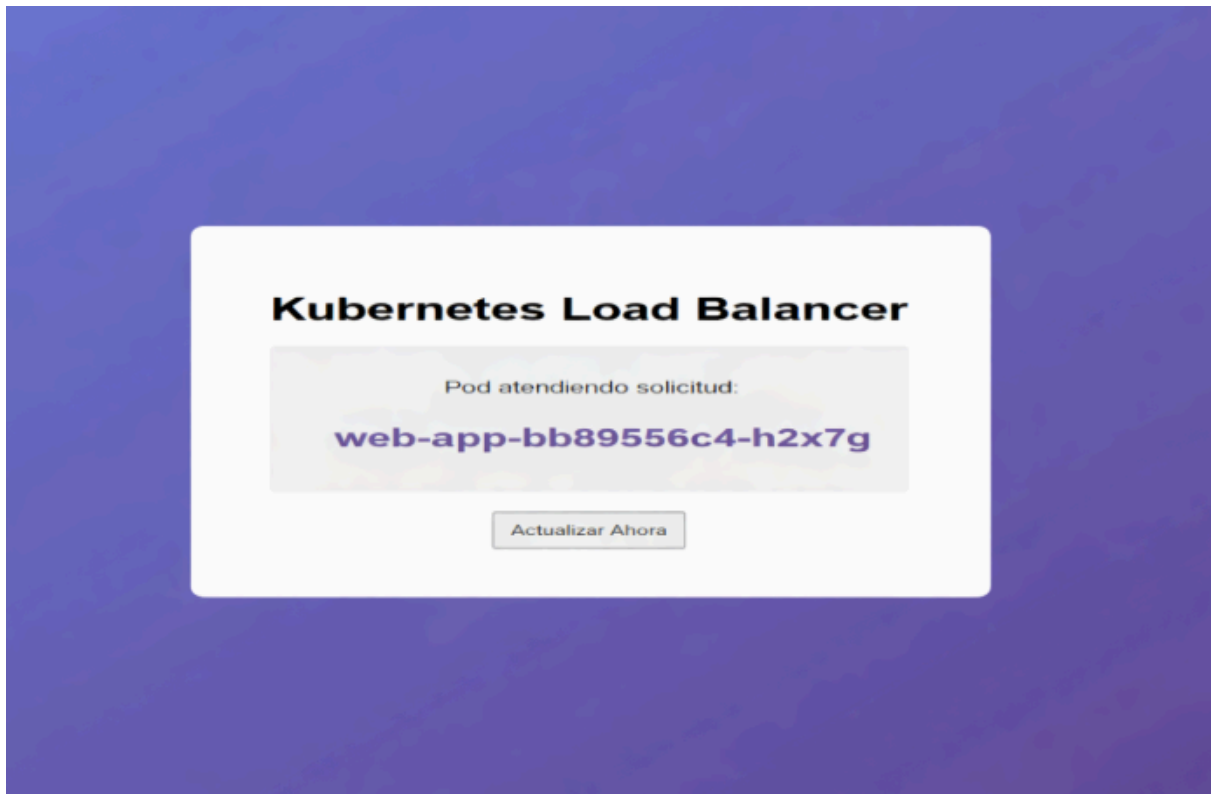 Kubernetes Load Balancer
Pod atendiendo solicitud:
web-app-bb89556c4-h2x7g
Actualizar Ahora